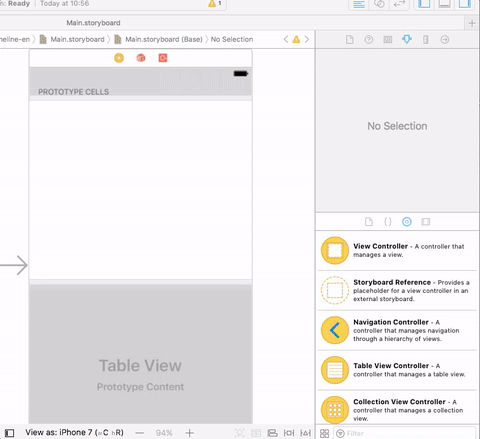 n: Ready | Today at 10:56
1
Main.storyboard
neline-en
Main.storyboard
Main.storyboard (Base)
No Selection
PROTOTYPE CELLS
No Selection
View Controller - A controller that
manages a view.
Storyboard Reference - Provides a
placeholder for a view controller in an
external storyboard.
Navigation Controller - A
controller that manages navigation
through a hierarchy of views.
Table View Controller - A
controller that manages a table view.
Collection View Controller - A
controller that manages a collection
view.
Table View
Prototype Content
View as: iPhone 7 (wC hR)
94%
Filter